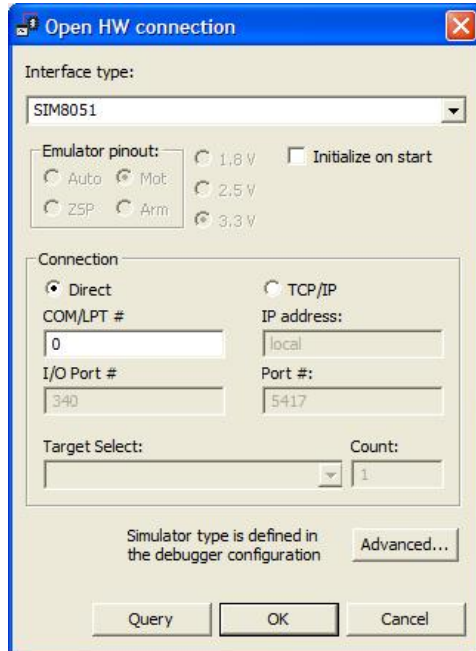 Open HW connection
Interface type:
SIM8051
Emulator pinout:
Auto Mot
ZSP Arm
1.8 V
2.5 V
3.3 V
Initialize on start
Connection
Direct TCP/IP
COM/LPT # IP address:
0 local
I/O Port # Port #:
340 5417
Target Select: Count:
1
Simulator type is defined in
the debugger configuration
Advanced...
Query OK Cancel